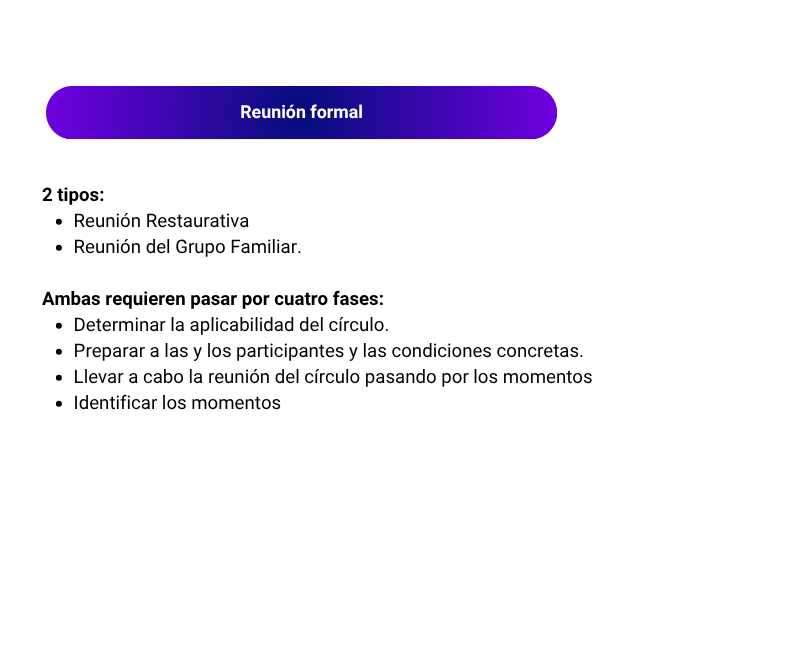 Reunión formal
2 tipos:
• Reunión Restaurativa
• Reunión del Grupo Familiar.
Ambas requieren pasar por cuatro fases:
• Determinar la aplicabilidad del círculo.
• Preparar a las y los participantes y las condiciones concretas.
• Llevar a cabo la reunión del círculo pasando por los momentos
• Identificar los momentos